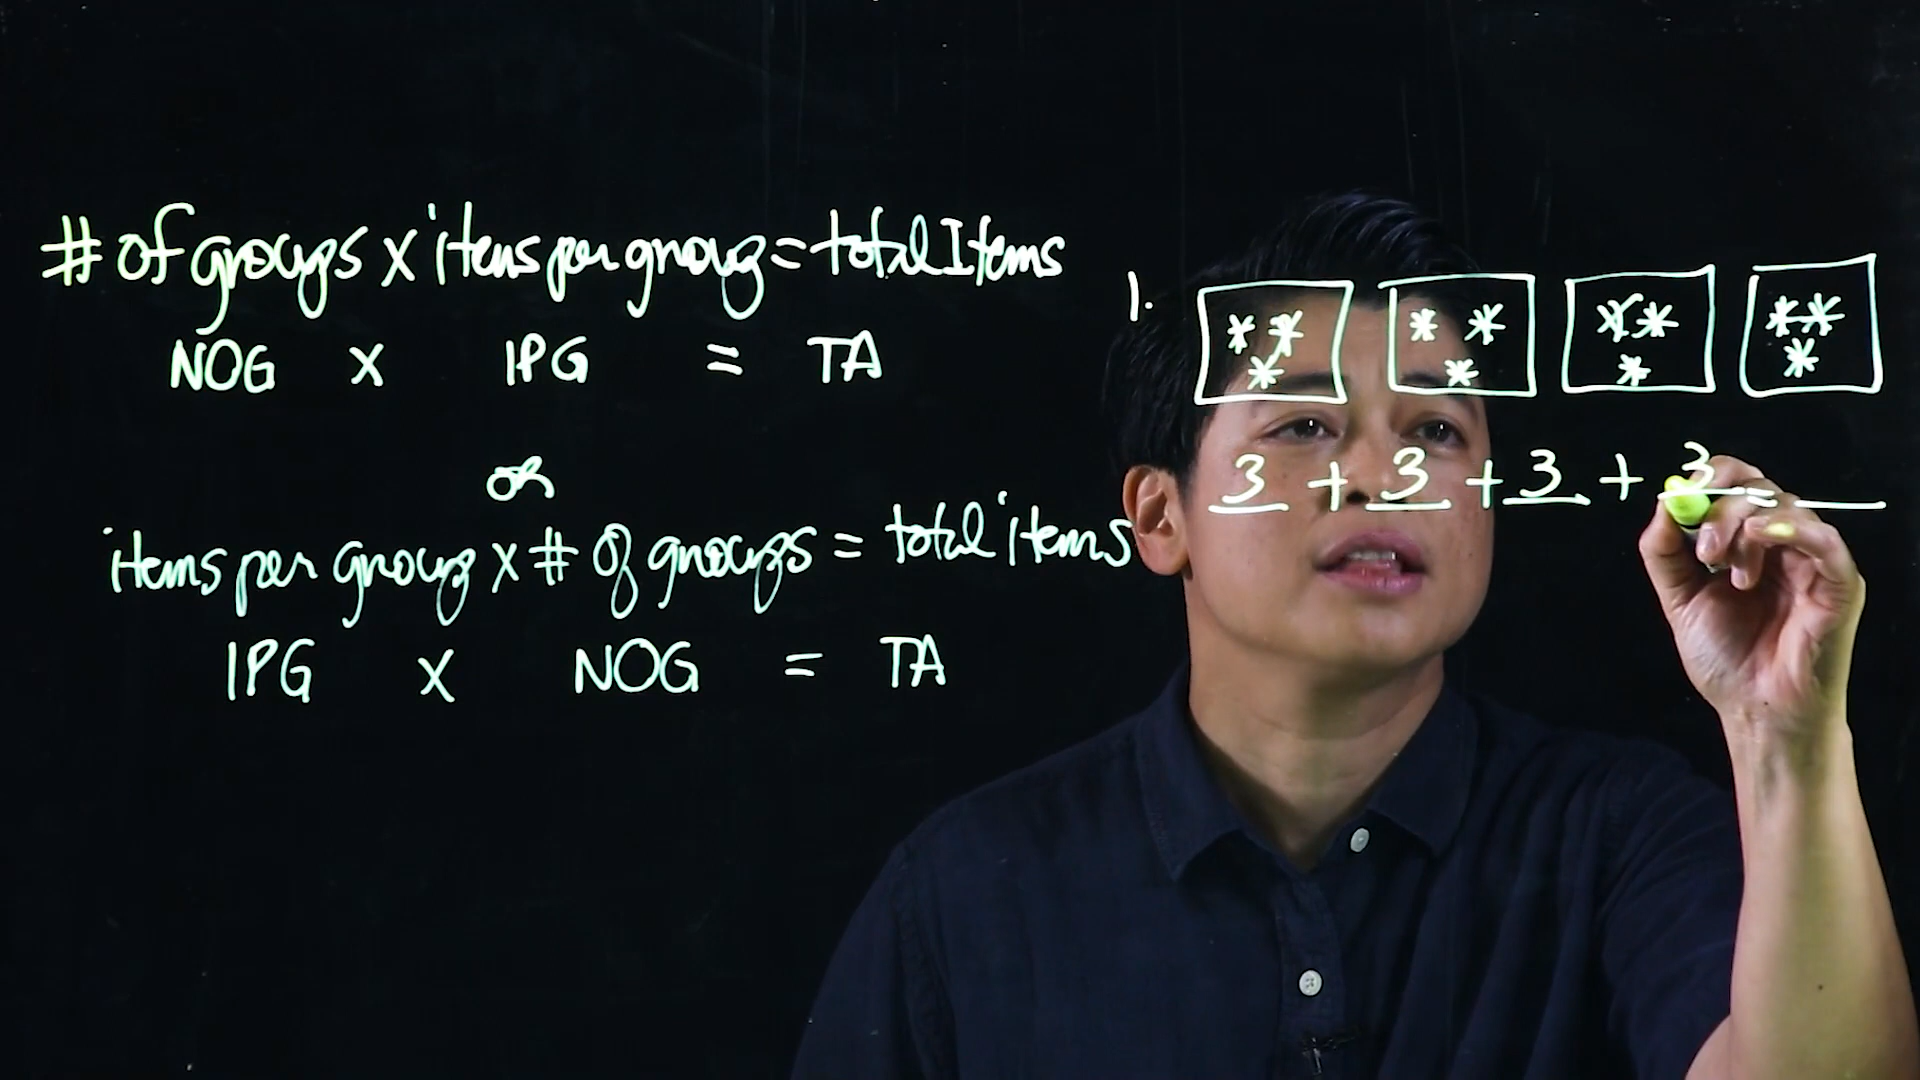 # of groups x items per group = total Items
NOG x IPG = TA
or
items per group x # of groups = total items
IPG x NOG = TA
1.
3 + 3 + 3 + 3 = __